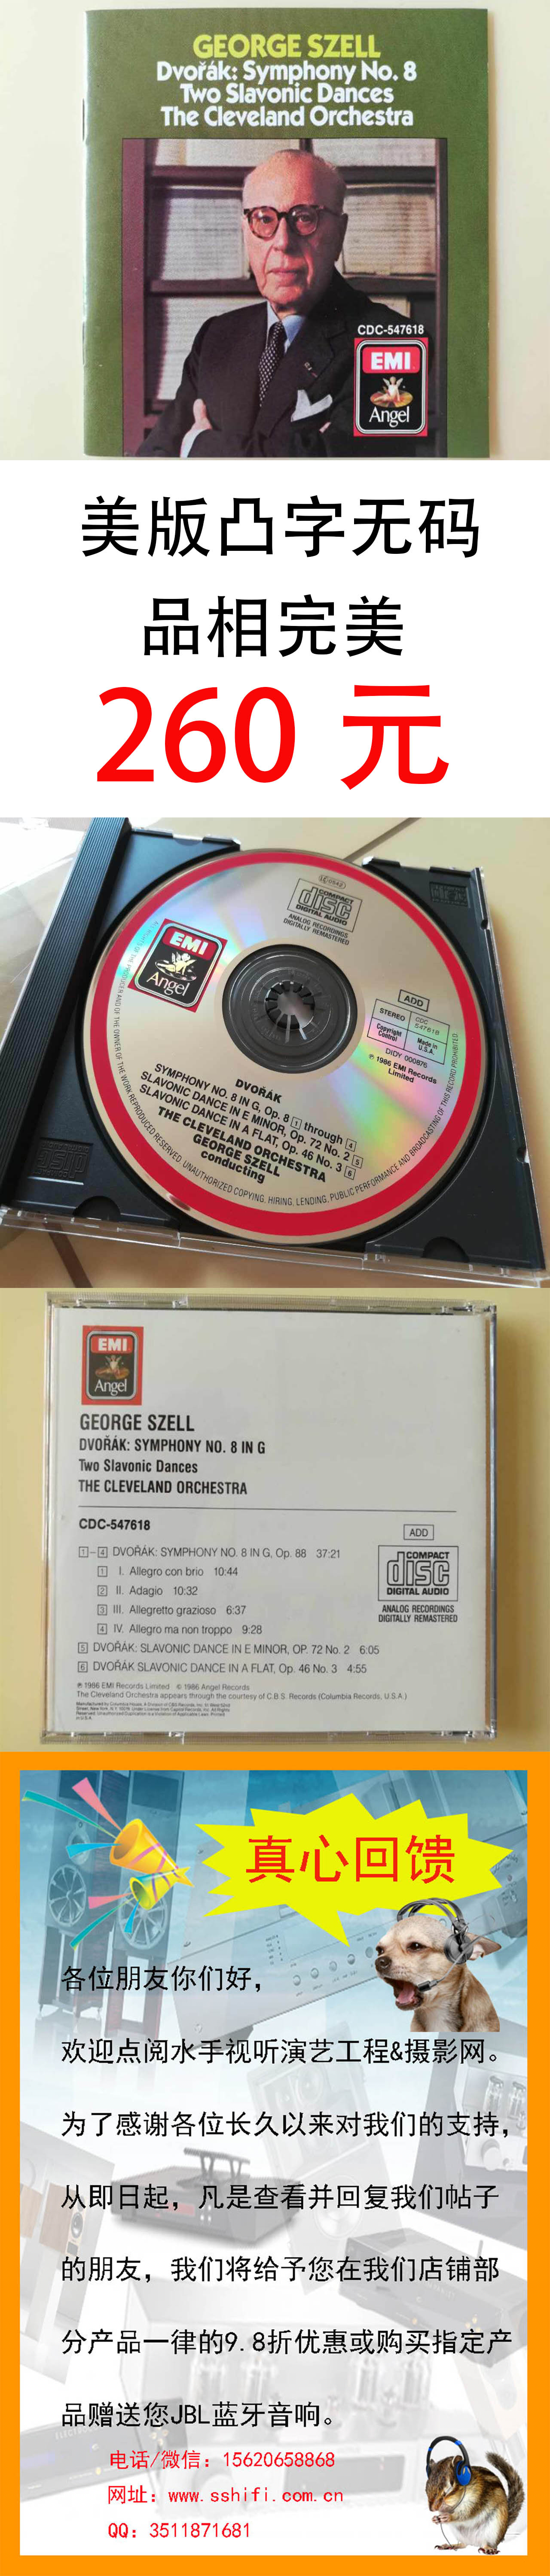 GEORGE SZELL
Dvořák: Symphony No. 8
Two Slavonic Dances
The Cleveland Orchestra
CDC-547618
EMI
Angel
美版凸字无码
品相完美
260 元
COMPACT
disc
DIGITAL AUDIO
ANALOG RECORDINGS
DIGITALLY REMASTERED
EMI
Angel
ADD
STEREO
CDC
547618
Copyright
Control
Made in
U.S.A.
DIDY 000876
℗ 1986 EMI Records
Limited
DVOŘÁK
SYMPHONY NO. 8 IN G, Op. 8 1 through 4
SLAVONIC DANCE IN E MINOR, Op. 72 No. 2 5
SLAVONIC DANCE IN A FLAT, Op. 46 No. 3 6
THE CLEVELAND ORCHESTRA
GEORGE SZELL
conducting
THE PRODUCER AND OF THE OWNER OF THE WORK REPRODUCED RESERVED. UNAUTHORIZED COPYING, HIRING, LENDING, PUBLIC PERFORMANCE AND BROADCASTING OF THIS RECORD PROHIBITED.
EMI
Angel
GEORGE SZELL
DVOŘÁK: SYMPHONY NO. 8 IN G
Two Slavonic Dances
THE CLEVELAND ORCHESTRA
CDC-547618
ADD
1-4 DVOŘÁK: SYMPHONY NO. 8 IN G, Op. 88 37:21
1 I. Allegro con brio 10:44
2 II. Adagio 10:32
3 III. Allegretto grazioso 6:37
4 IV. Allegro ma non troppo 9:28
5 DVOŘÁK: SLAVONIC DANCE IN E MINOR, OP. 72 No. 2 6:05
6 DVOŘÁK SLAVONIC DANCE IN A FLAT, Op. 46 No. 3 4:55
COMPACT
disc
DIGITAL AUDIO
ANALOG RECORDINGS
DIGITALLY REMASTERED
℗ 1986 EMI Records Limited © 1986 Angel Records
The Cleveland Orchestra appears through the courtesy of C.B.S. Records (Columbia Records, U.S.A.)
真心回馈
各位朋友你们好，
欢迎点阅水手视听演艺工程&摄影网。
为了感谢各位长久以来对我们的支持，
从即日起，凡是查看并回复我们帖子
的朋友，我们将给予您在我们店铺部
分产品一律的9.8折优惠或购买指定产
品赠送您JBL蓝牙音响。
电话/微信：15620658868
网址：www.sshifi.com.cn
QQ：3511871681